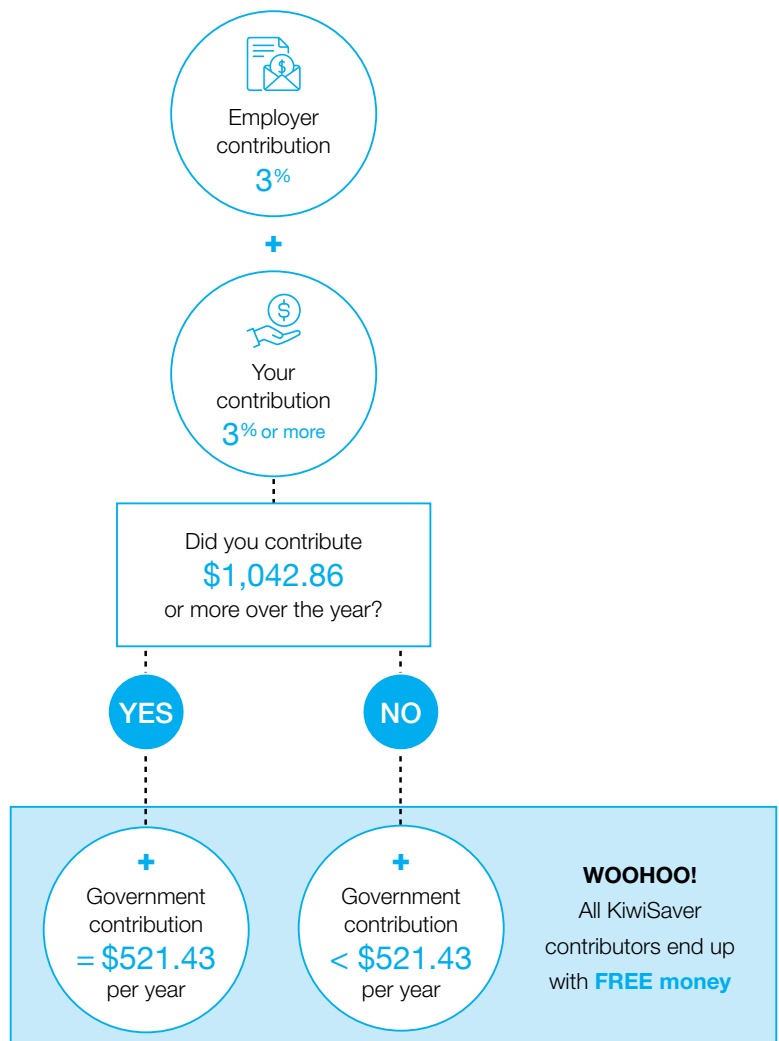 $
Employer
contribution
3%
+
$
Your
contribution
3% or more
Did you contribute
$1,042.86
or more over the year?
YES
NO
+
Government
contribution
= $521.43
per year
+
Government
contribution
< $521.43
per year
WOOHOO!
All KiwiSaver
contributors end up
with FREE money